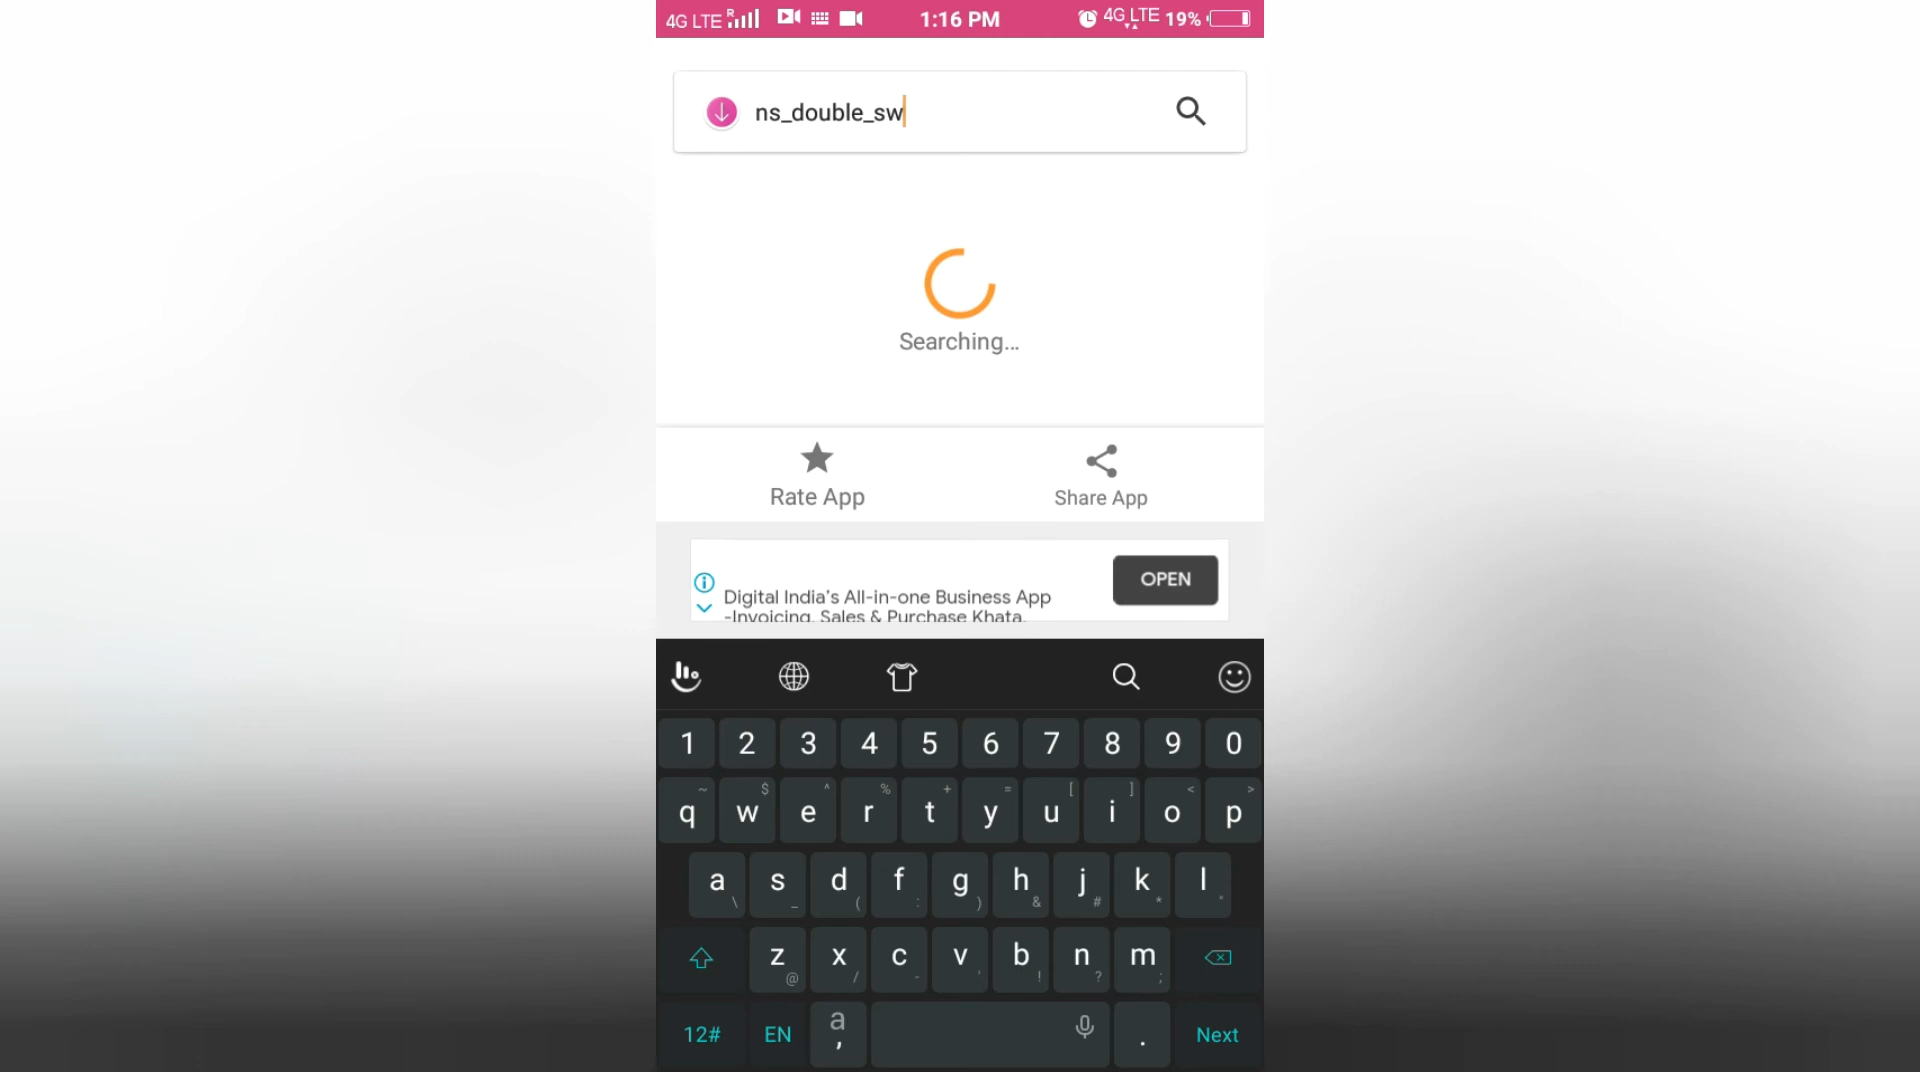 4G LTE R 1:16 PM 4G LTE 19%
ns_double_sw
Searching...
Rate App Share App
Digital India's All-in-one Business App
-Invoicing, Sales & Purchase Khata.
OPEN
1 2 3 4 5 6 7 8 9 0
~ $ ^ % + = [ ] < >
q w e r t y u i o p
a s d f g h j k l
\ _ ( : ) & # * "
z x c v b n m
@ / - ' ! ? ;
12# EN a , . Next